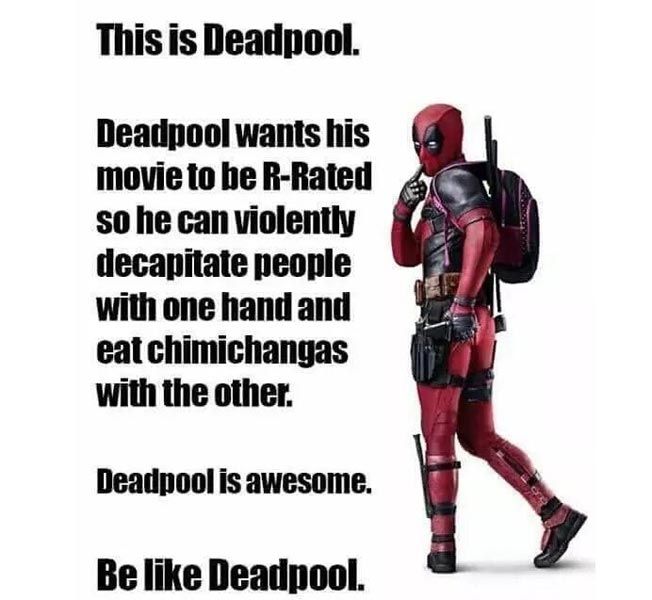 This is Deadpool.
Deadpool wants his
movie to be R-Rated
so he can violently
decapitate people
with one hand and
eat chimichangas
with the other.
Deadpool is awesome.
Be like Deadpool.